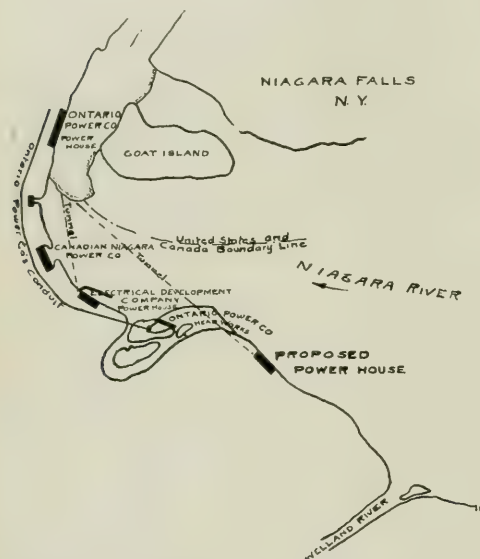 NIAGARA FALLS
N.Y.
ONTARIO
POWER CO
POWER
HOUSE
GOAT ISLAND
Ontario Power Co's Conduit
Tunnel
United States and
Canada Boundary Line
CANADIAN NIAGARA
POWER CO
Tunnel
NIAGARA RIVER
ELECTRICAL DEVELOPMENT
COMPANY
POWER HOUSE
ONTARIO POWER CO
HEAD WORKS
PROPOSED
POWER HOUSE
WELLAND RIVER